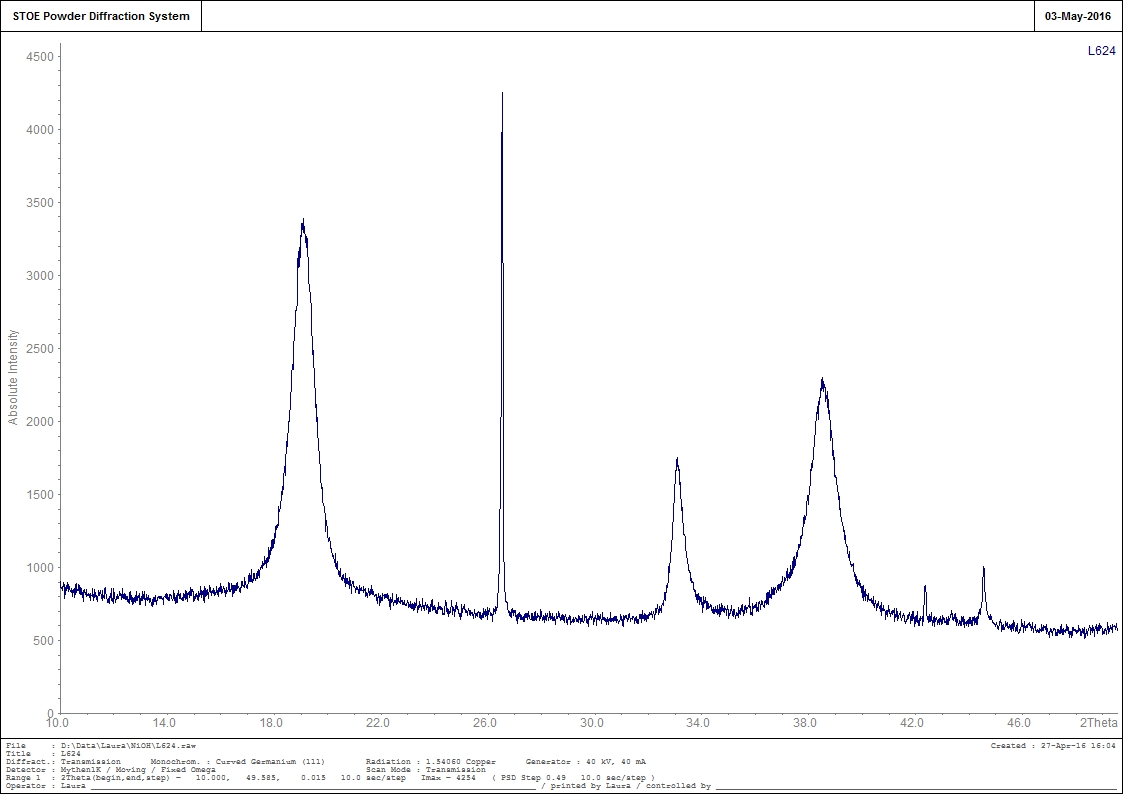 STOE Powder Diffraction System 03-May-2016
L624
4500
4000
3500
3000
2500
2000
1500
1000
500
0
Absolute Intensity
10.0 14.0 18.0 22.0 26.0 30.0 34.0 38.0 42.0 46.0 2Theta
File : D:\Data\Laura\NiOH\L624.raw Created : 27-Apr-16 16:04
Title : L624
Diffract.: Transmission Monochrom. : Curved Germanium (111) Radiation : 1.54060 Copper Generator : 40 kV, 40 mA
Detector : Mythen1K / Moving / Fixed Omega Scan Mode : Transmission
Range 1 : 2Theta(begin,end,step) = 10.000, 49.585, 0.015 10.0 sec/step Imax = 4254 ( PSD Step 0.49 10.0 sec/step )
Operator : Laura / printed by Laura / controlled by